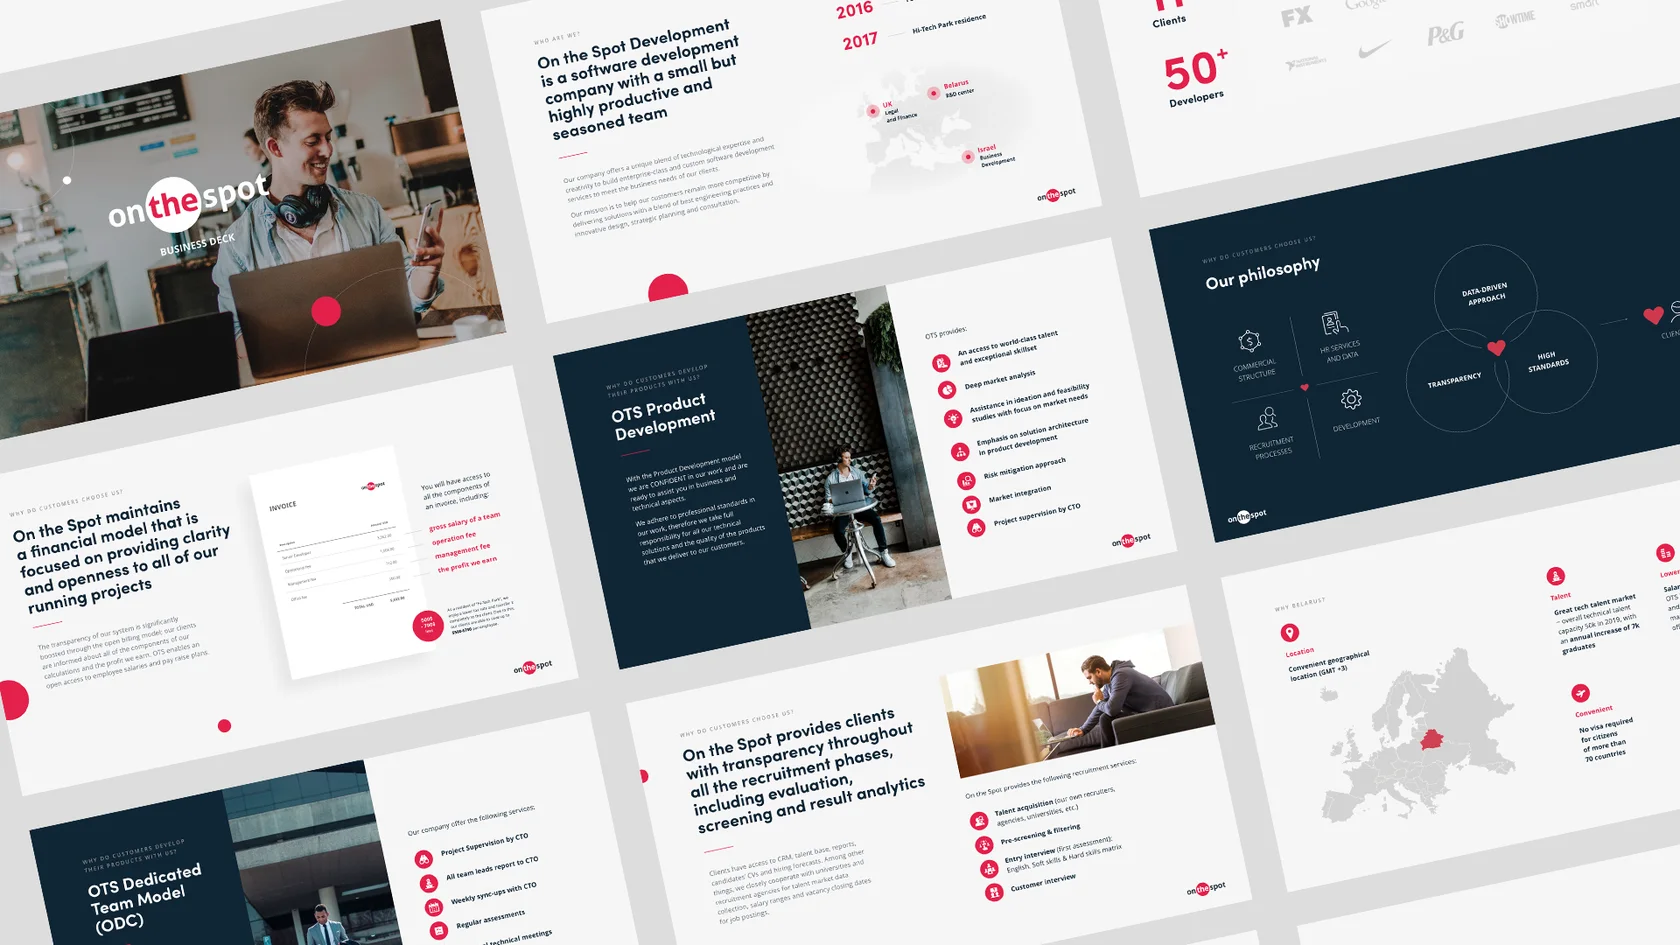 onthespot
BUSINESS DECK
WHO ARE WE?
On the Spot Development
is a software development
company with a small but
highly productive and
seasoned team
Our company offers a unique blend of technological expertise and
creativity to build enterprise-class and custom software development
services to meet the business needs of our clients.
Our mission is to help our customers remain more competitive by
delivering solutions with a blend of best engineering practices and
innovative design, strategic planning and consultation.
2016
2017
Hi-Tech Park residence
UK
Legal
and Finance
Belarus
R&D center
Israel
Business
Development
onthespot
Clients
50+
Developers
FX
Google
P&G
SHOWTIME
smart
WHY DO CUSTOMERS CHOOSE US?
Our philosophy
COMMERCIAL
STRUCTURE
HR SERVICES
AND DATA
RECRUITMENT
PROCESSES
DEVELOPMENT
DATA-DRIVEN
APPROACH
TRANSPARENCY
HIGH
STANDARDS
onthespot
WHY DO CUSTOMERS CHOOSE US?
On the Spot maintains
a financial model that is
focused on providing clarity
and openness to all of our
running projects
The transparency of our system is significantly
boosted through the open billing model: our clients
are informed about all of the components of our
calculations and the profit we earn. OTS enables an
open access to employee salaries and pay raise plans.
INVOICE
onthespot
You will have access to
all the components of
an invoice, including:
gross salary of a team
operation fee
management fee
the profit we earn
onthespot
WHY DO CUSTOMERS DEVELOP
THEIR PRODUCTS WITH US?
OTS Product
Development
With the Product Development model
we are CONFIDENT in our work and are
ready to assist you in business and
technical aspects.
We adhere to professional standards in
our work, therefore we take full
responsibility for all our technical
solutions and the quality of the products
that we deliver to our customers.
OTS provides:
An access to world-class talent
and exceptional skillset
Deep market analysis
Assistance in ideation and feasibility
studies with focus on market needs
Emphasis on solution architecture
in product development
Risk mitigation approach
Market integration
Project supervision by CTO
onthespot
WHY BELARUS?
Location
Convenient geographical
location (GMT +3)
Talent
Great tech talent market
– overall technical talent
capacity 50k in 2019, with
an annual increase of 7k
graduates
Convenient
No visa required
for citizens
of more than
70 countries
WHY DO CUSTOMERS DEVELOP
THEIR PRODUCTS WITH US?
OTS Dedicated
Team Model
(ODC)
Our company offer the following services:
Project Supervision by CTO
All team leads report to CTO
Weekly sync-ups with CTO
Regular assessments
technical meetings
WHY DO CUSTOMERS CHOOSE US?
On the Spot provides clients
with transparency throughout
all the recruitment phases,
including evaluation,
screening and result analytics
Clients have access to CRM, talent base, reports,
candidates' CVs and hiring forecasts. Among other
things, we closely cooperate with universities and
recruitment agencies for talent market data
collection, salary ranges and vacancy closing dates
for job postings.
On the Spot provides the following recruitment services:
Talent acquisition (our own recruiters,
agencies, universities, etc.)
Pre-screening & filtering
Entry interview (first assessment):
English, Soft skills & Hard skills matrix
Customer interview
onthespot